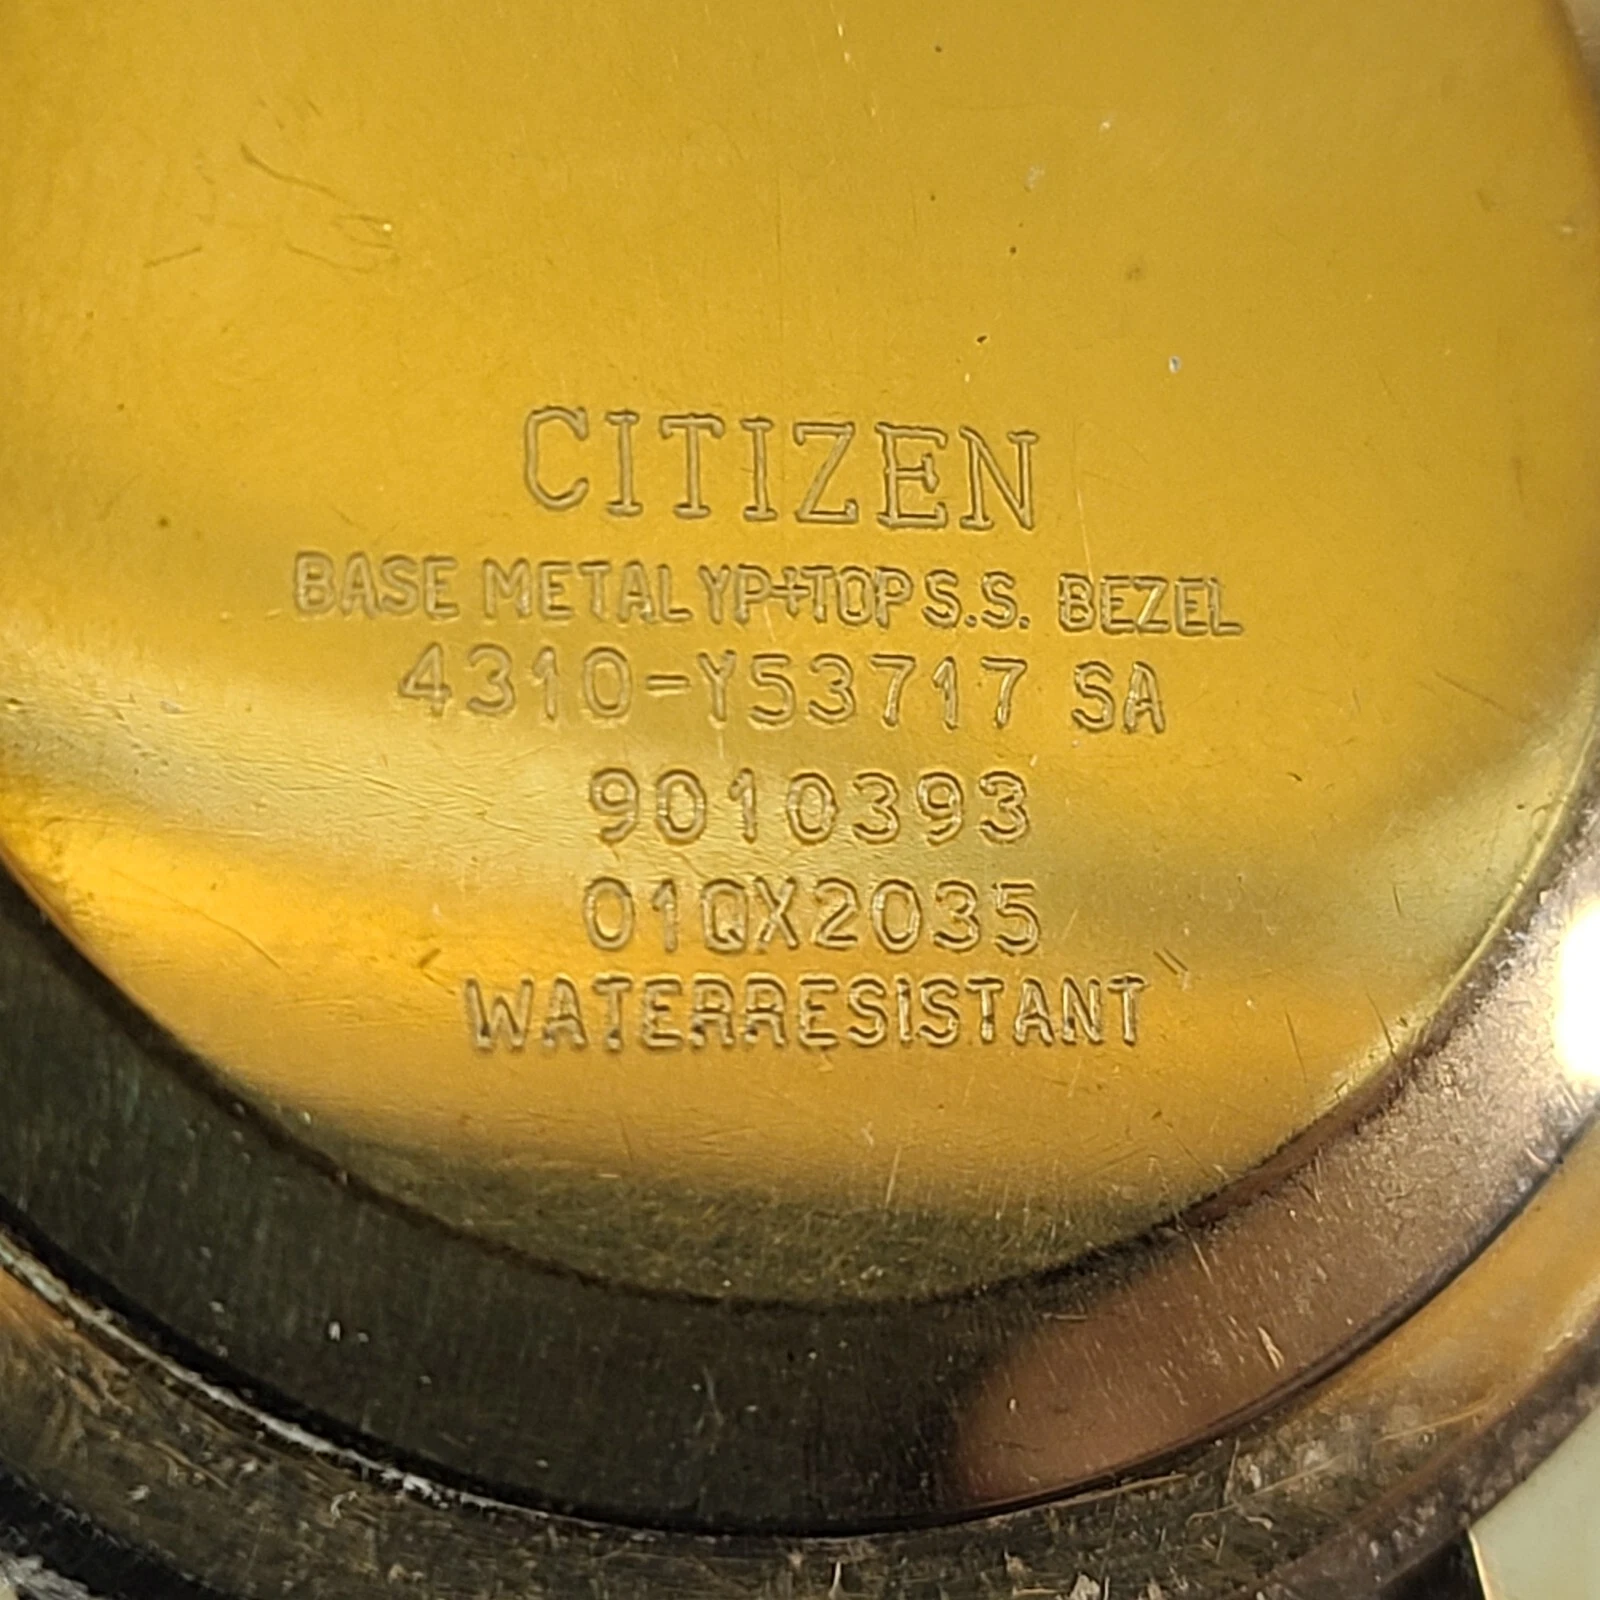 CITIZEN
BASE METAL YP+TOP S.S. BEZEL
4310-Y53717 SA
9010393
01QX2035
WATERRESISTANT